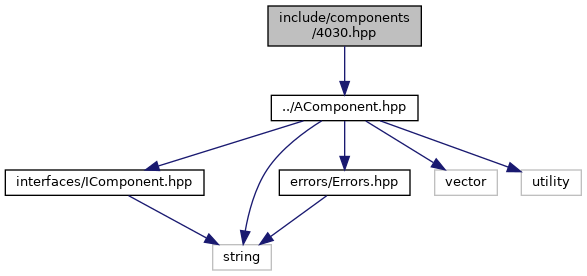 include/components
/4030.hpp
../AComponent.hpp
interfaces/IComponent.hpp
errors/Errors.hpp
vector
utility
string